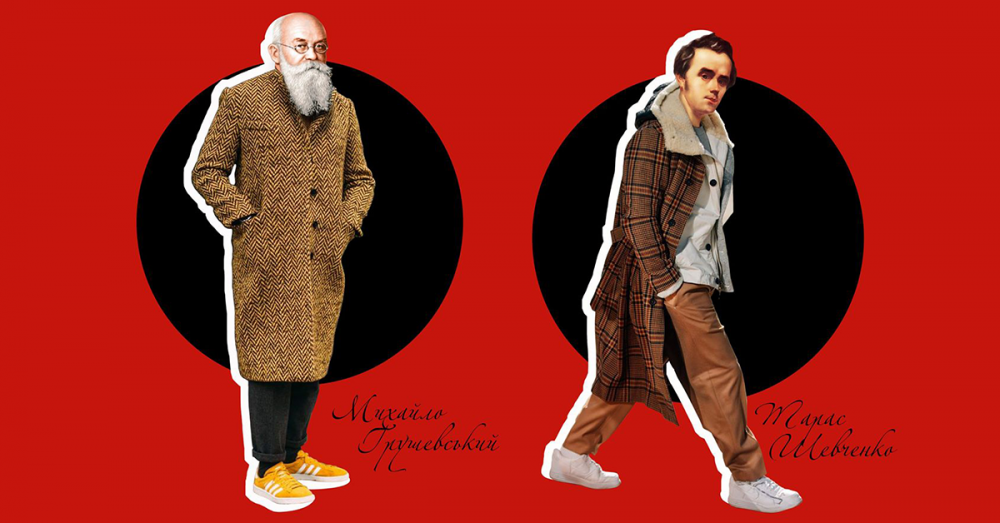 Михайло
Грушевський
Тарас
Шевченко